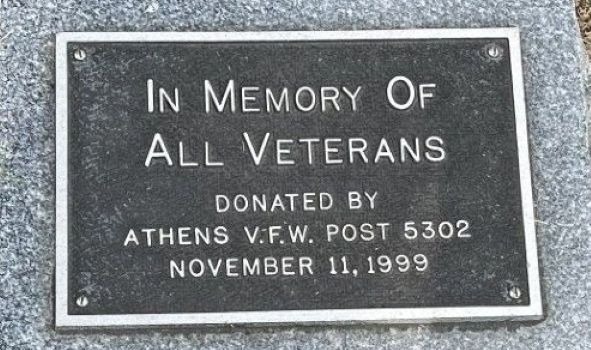 IN MEMORY OF
ALL VETERANS
DONATED BY
ATHENS V.F.W. POST 5302
NOVEMBER 11, 1999